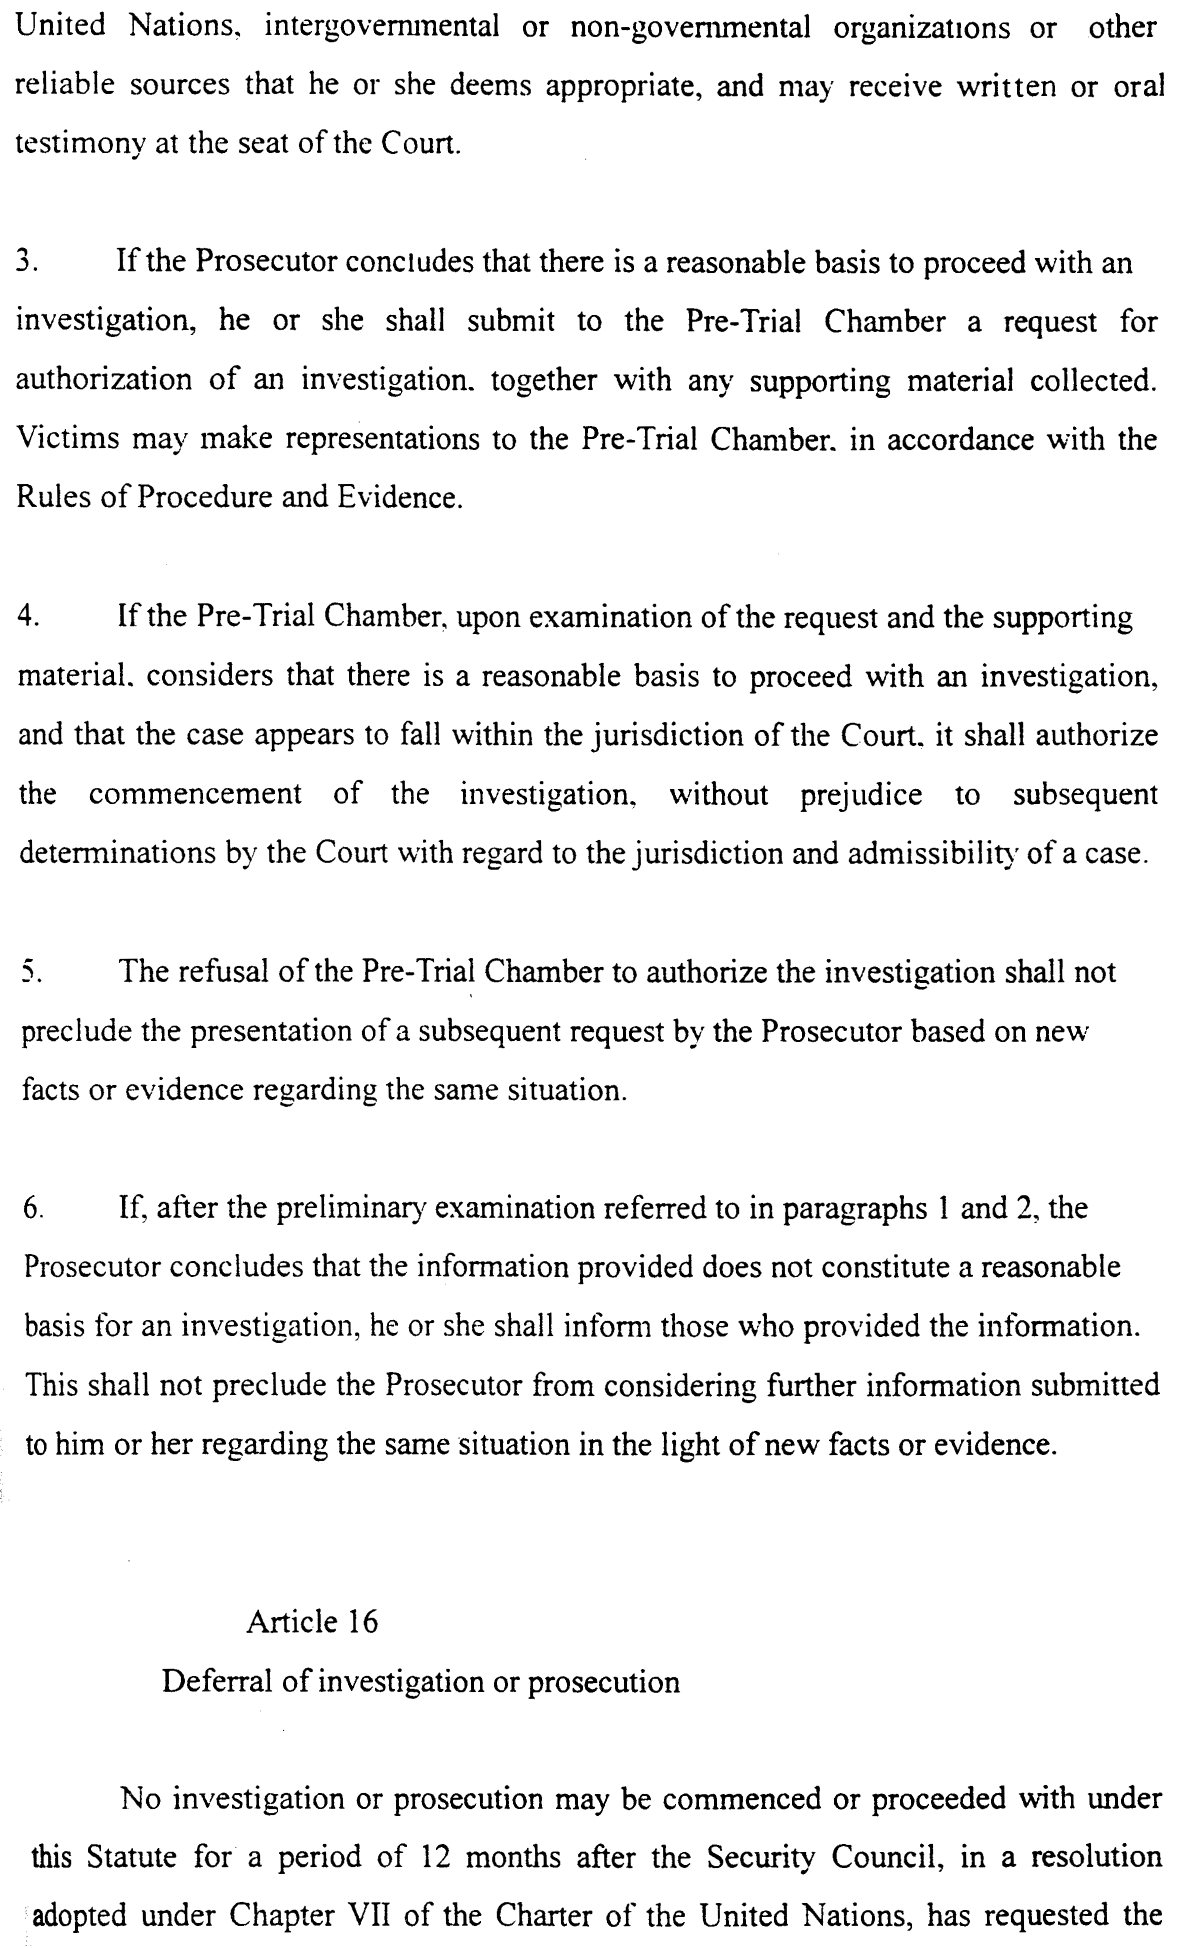 United Nations, intergovernmental or non-governmental organizations or other
reliable sources that he or she deems appropriate, and may receive written or oral
testimony at the seat of the Court.
3. If the Prosecutor concludes that there is a reasonable basis to proceed with an
investigation, he or she shall submit to the Pre-Trial Chamber a request for
authorization of an investigation. together with any supporting material collected.
Victims may make representations to the Pre-Trial Chamber. in accordance with the
Rules of Procedure and Evidence.
4. If the Pre-Trial Chamber, upon examination of the request and the supporting
material. considers that there is a reasonable basis to proceed with an investigation,
and that the case appears to fall within the jurisdiction of the Court. it shall authorize
the commencement of the investigation, without prejudice to subsequent
determinations by the Court with regard to the jurisdiction and admissibility of a case.
5. The refusal of the Pre-Trial Chamber to authorize the investigation shall not
preclude the presentation of a subsequent request by the Prosecutor based on new
facts or evidence regarding the same situation.
6. If, after the preliminary examination referred to in paragraphs 1 and 2, the
Prosecutor concludes that the information provided does not constitute a reasonable
basis for an investigation, he or she shall inform those who provided the information.
This shall not preclude the Prosecutor from considering further information submitted
to him or her regarding the same situation in the light of new facts or evidence.
Article 16
Deferral of investigation or prosecution
No investigation or prosecution may be commenced or proceeded with under
this Statute for a period of 12 months after the Security Council, in a resolution
adopted under Chapter VII of the Charter of the United Nations, has requested the